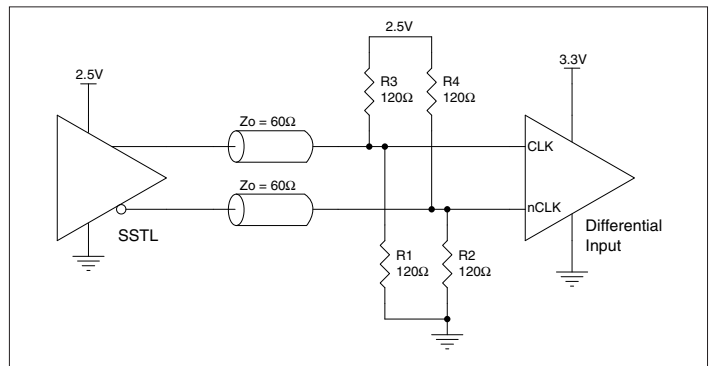 2.5V
3.3V
2.5V
R3
120Ω
R4
120Ω
Zo = 60Ω
CLK
Zo = 60Ω
nCLK
SSTL
Differential
Input
R1
120Ω
R2
120Ω